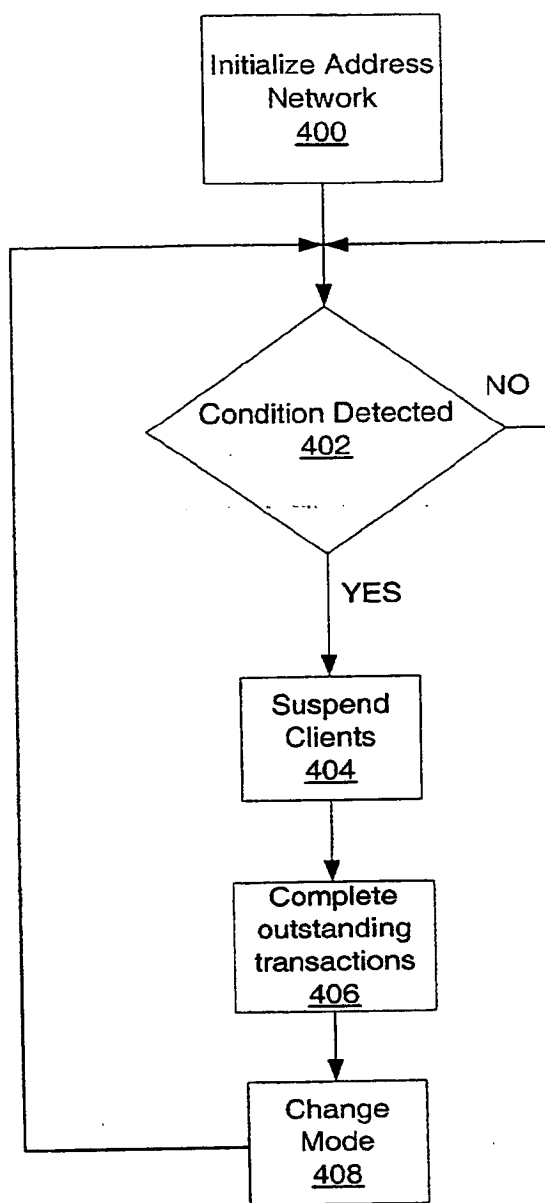 Initialize Address
Network
400
Condition Detected
402
NO
YES
Suspend
Clients
404
Complete
outstanding
transactions
406
Change
Mode
408